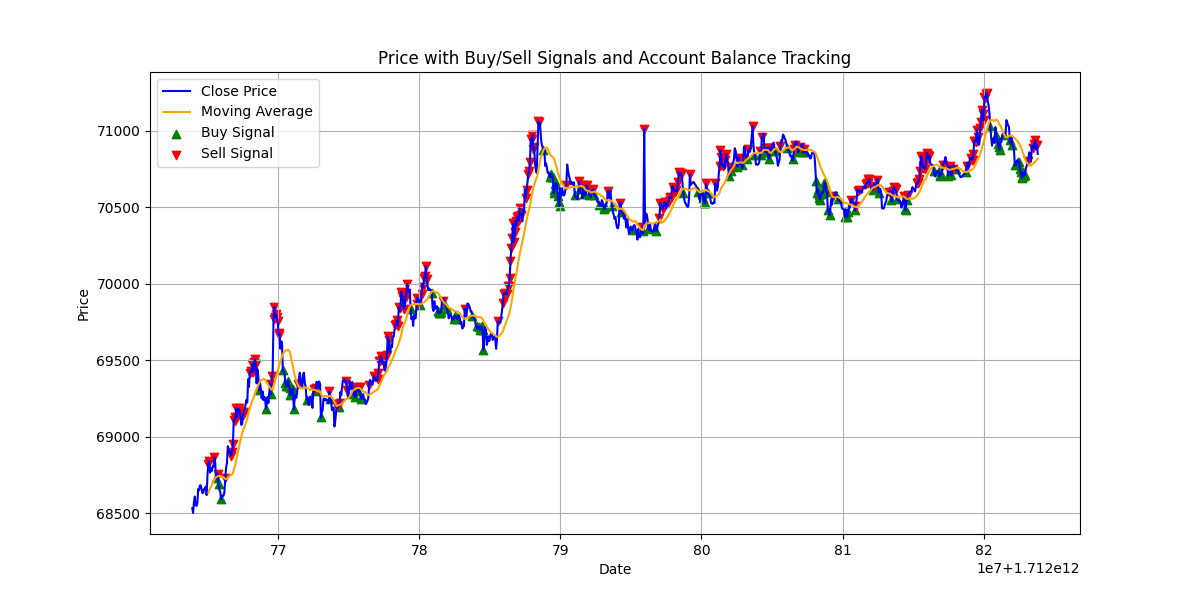 Price with Buy/Sell Signals and Account Balance Tracking
Close Price
Moving Average
Buy Signal
Sell Signal
71000
70500
70000
69500
69000
68500
Price
77 78 79 80 81 82
Date
1e7+1.712e12